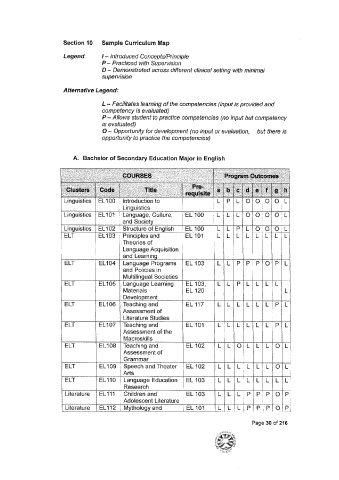 Section 10 Sample Curriculum Map
Legend: I – Introduced Concepts/Principle
P – Practiced with Supervision
D – Demonstrated across different clinical setting with minimal
supervision
Alternative Legend:
L – Facilitates learning of the competencies (input is provided and
competency is evaluated)
P – Allows student to practice competencies (no input but competency
is evaluated)
O – Opportunity for development (no input or evaluation, but there is
opportunity to practice the competencies)
A. Bachelor of Secondary Education Major in English
COURSES Program Outcomes
Clusters Code Title Pre-requisite a b c d e f g h
Linguistics EL100 Introduction to L P L O O O O L
Linguistics
Linguistics EL101 Language, Culture, EL 100 L L L O O O O L
and Society
Linguistics EL102 Structure of English EL 100 L L P L O O O L
ELT EL103 Principles and EL 101 L L L L L L L L
Theories of
Language Acquisition
and Learning
ELT EL104 Language Programs EL 103 L L P P P O P L
and Policies in
Multilingual Societies
ELT EL105 Language Learning EL 103, L L P L L L L
Materials EL 120 L
Development
ELT EL106 Teaching and EL 117 L L L L L L P L
Assessment of
Literature Studies
ELT EL107 Teaching and EL 101 L L L L L L P L
Assessment of the
Macroskills
ELT EL108 Teaching and EL 102 L L O L L L O L
Assessment of
Grammar
ELT EL109 Speech and Theater EL 102 L L L L L L O L
Arts
ELT EL110 Language Education EL 103 L L L L L L L L
Research
Literature EL111 Children and EL 103 L L L P P P O P
Adolescent Literature
Literature EL112 Mythology and EL 101 L L L P P P O P
Page 30 of 216